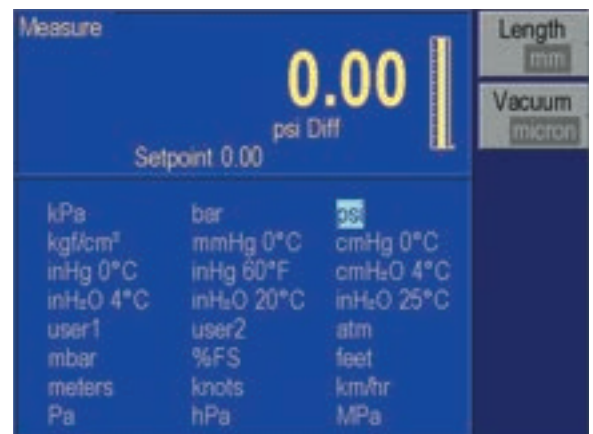 Measure
0.00
psi Diff
Setpoint 0.00
Length
mm
Vacuum
micron
kPa bar psi
kgf/cm² mmHg 0°C cmHg 0°C
inHg 0°C inHg 60°F cmH₂O 4°C
inH₂O 4°C inH₂O 20°C inH₂O 25°C
user1 user2 atm
mbar %FS feet
meters knots km/hr
Pa hPa MPa